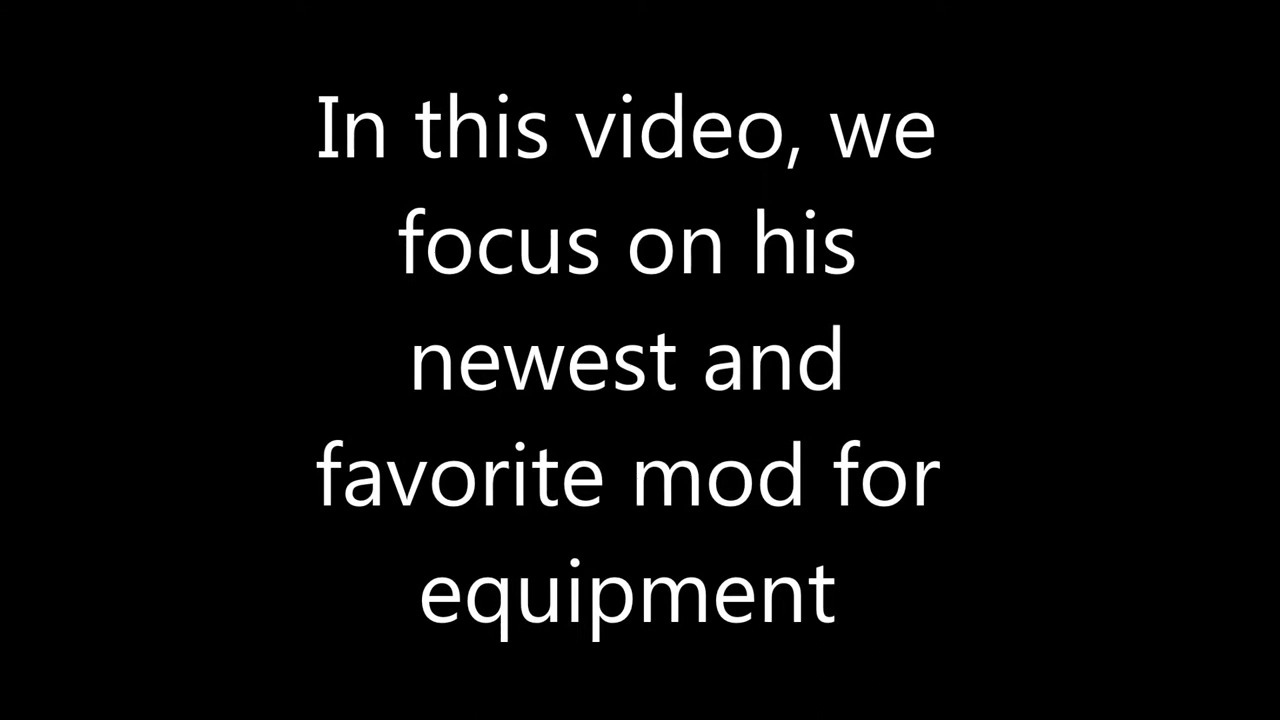 In this video, we
focus on his
newest and
favorite mod for
equipment